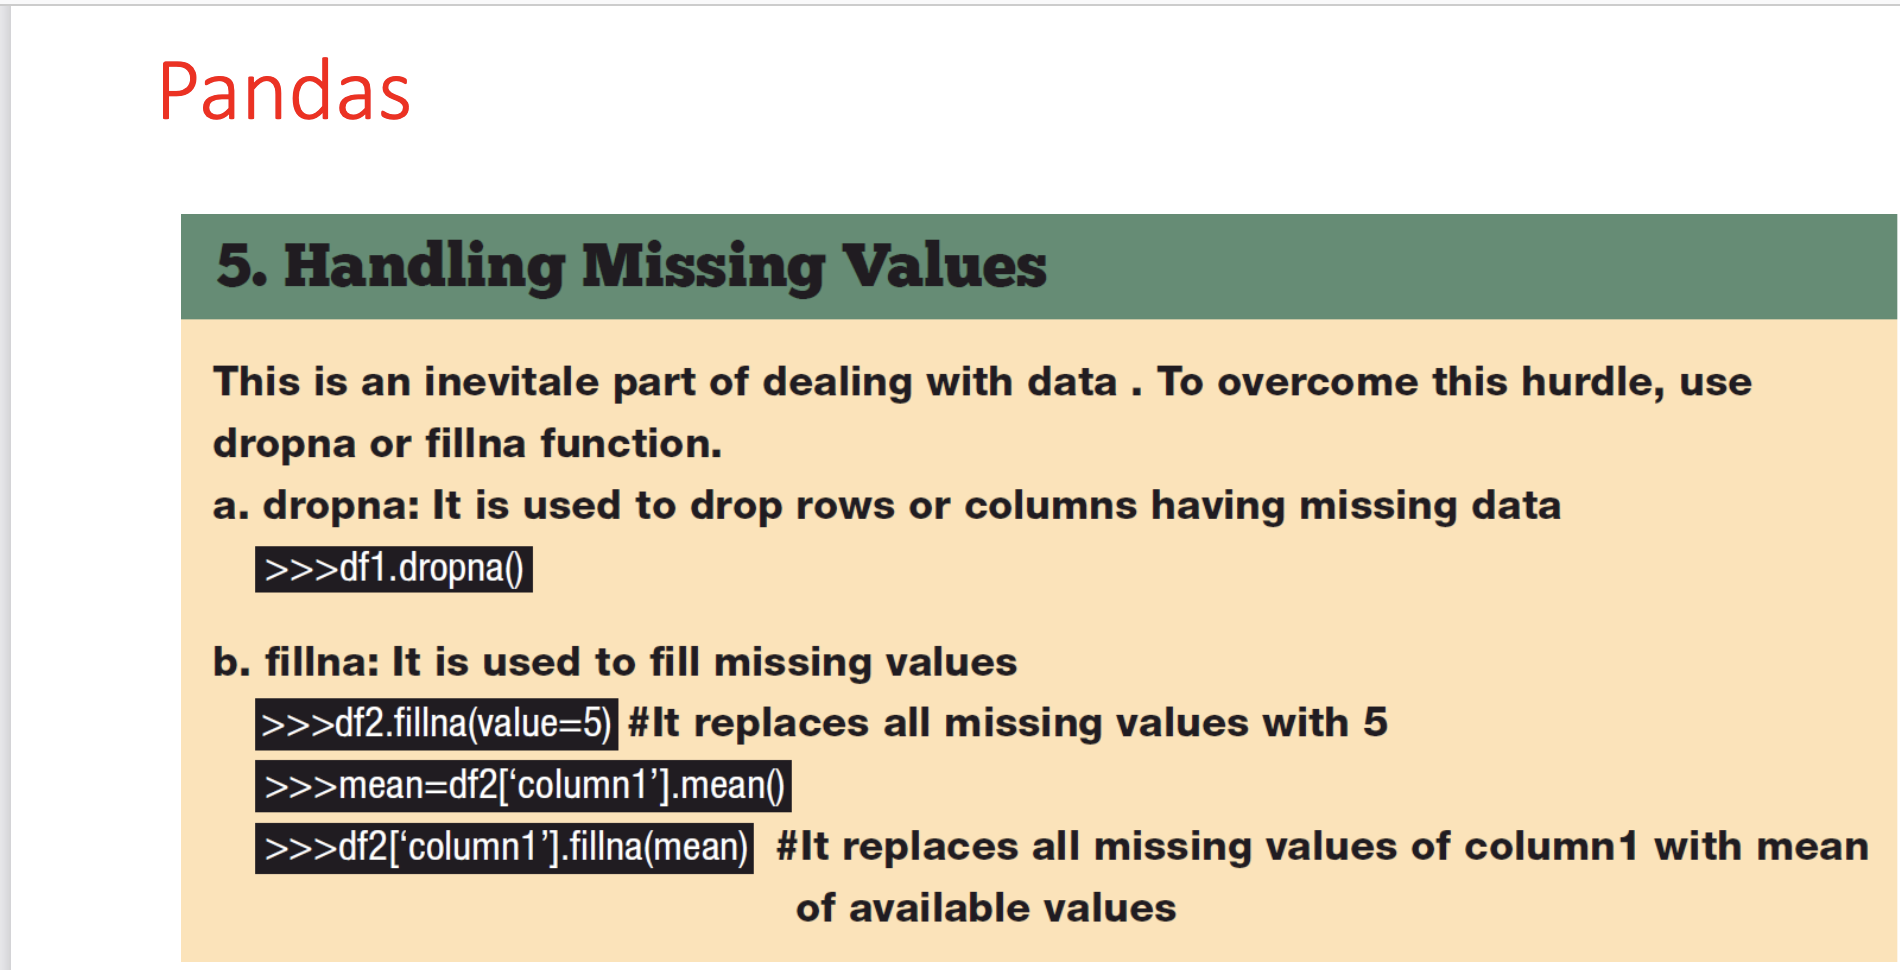 Pandas
5. Handling Missing Values
This is an inevitale part of dealing with data . To overcome this hurdle, use
dropna or fillna function.
a. dropna: It is used to drop rows or columns having missing data
>>>df1.dropna()
b. fillna: It is used to fill missing values
>>>df2.fillna(value=5) #It replaces all missing values with 5
>>>mean=df2[‘column1’].mean()
>>>df2[‘column1’].fillna(mean) #It replaces all missing values of column1 with mean
of available values